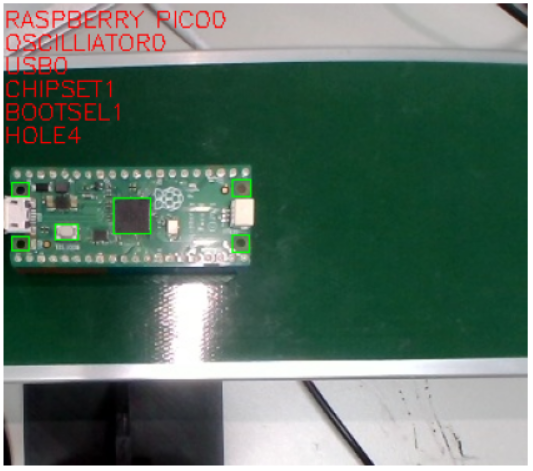 RASPBERRY PICO0
OSCILLIATOR0
USB0
CHIPSET1
BOOTSEL1
HOLE4